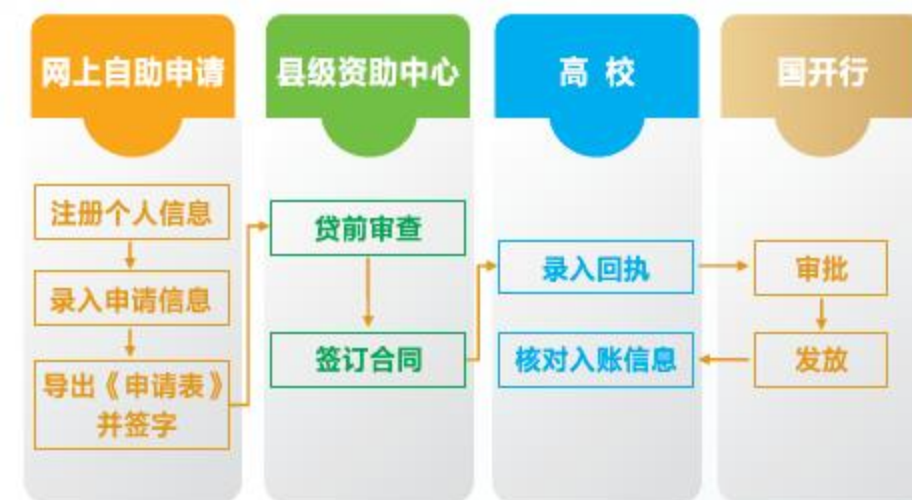 网上自助申请
县级资助中心
高 校
国开行
注册个人信息
录入申请信息
导出《申请表》
并签字
贷前审查
签订合同
录入回执
核对入账信息
审批
发放